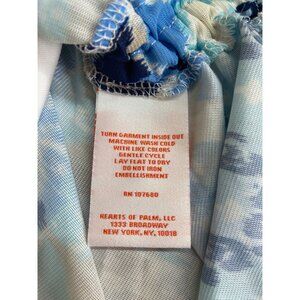 TURN GARMENT INSIDE OUT
MACHINE WASH COLD
WITH LIKE COLORS
GENTLE CYCLE
LAY FLAT TO DRY
DO NOT IRON
EMBELLISHMENT
RN 107680
HEARTS OF PALM, LLC
1333 BROADWAY
NEW YORK, NY, 10018